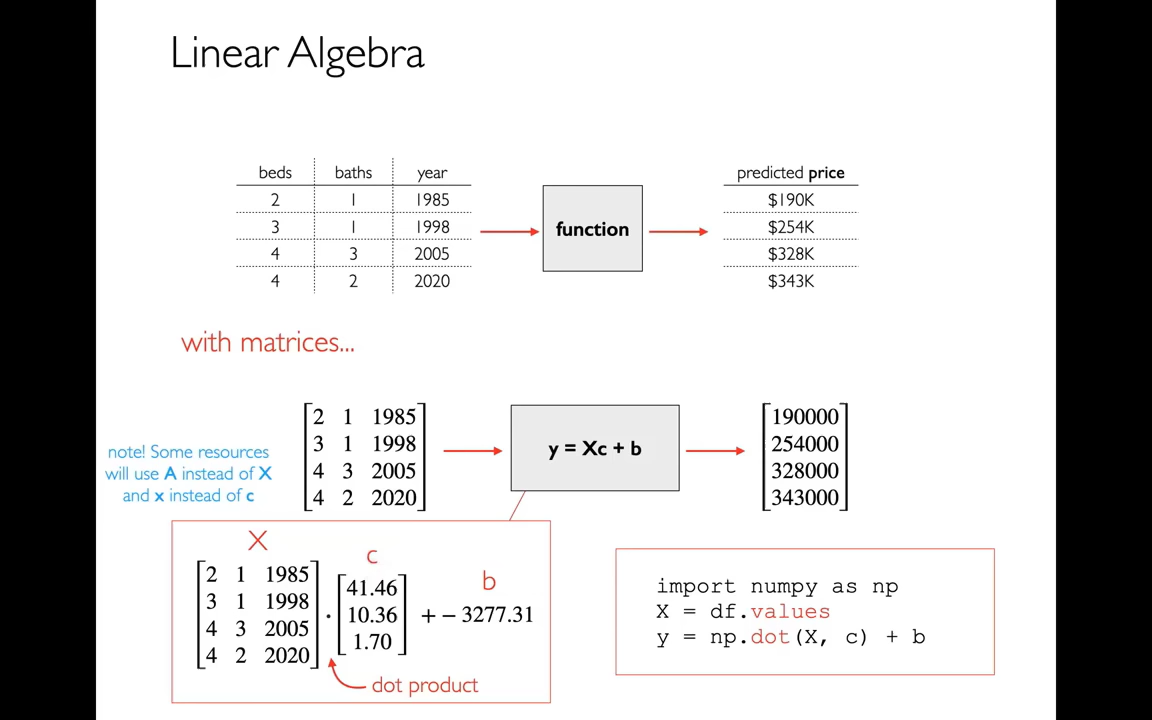 Linear Algebra
beds baths year
2 1 1985
3 1 1998
4 3 2005
4 2 2020
function
predicted price
$190K
$254K
$328K
$343K
with matrices...
note! Some resources
will use A instead of X
and x instead of c
2 1 1985
3 1 1998
4 3 2005
4 2 2020
y = Xc + b
190000
254000
328000
343000
X
2 1 1985
3 1 1998
4 3 2005
4 2 2020
·
c
41.46
10.36
1.70
b
+ − 3277.31
dot product
import numpy as np
X = df.values
y = np.dot(X, c) + b